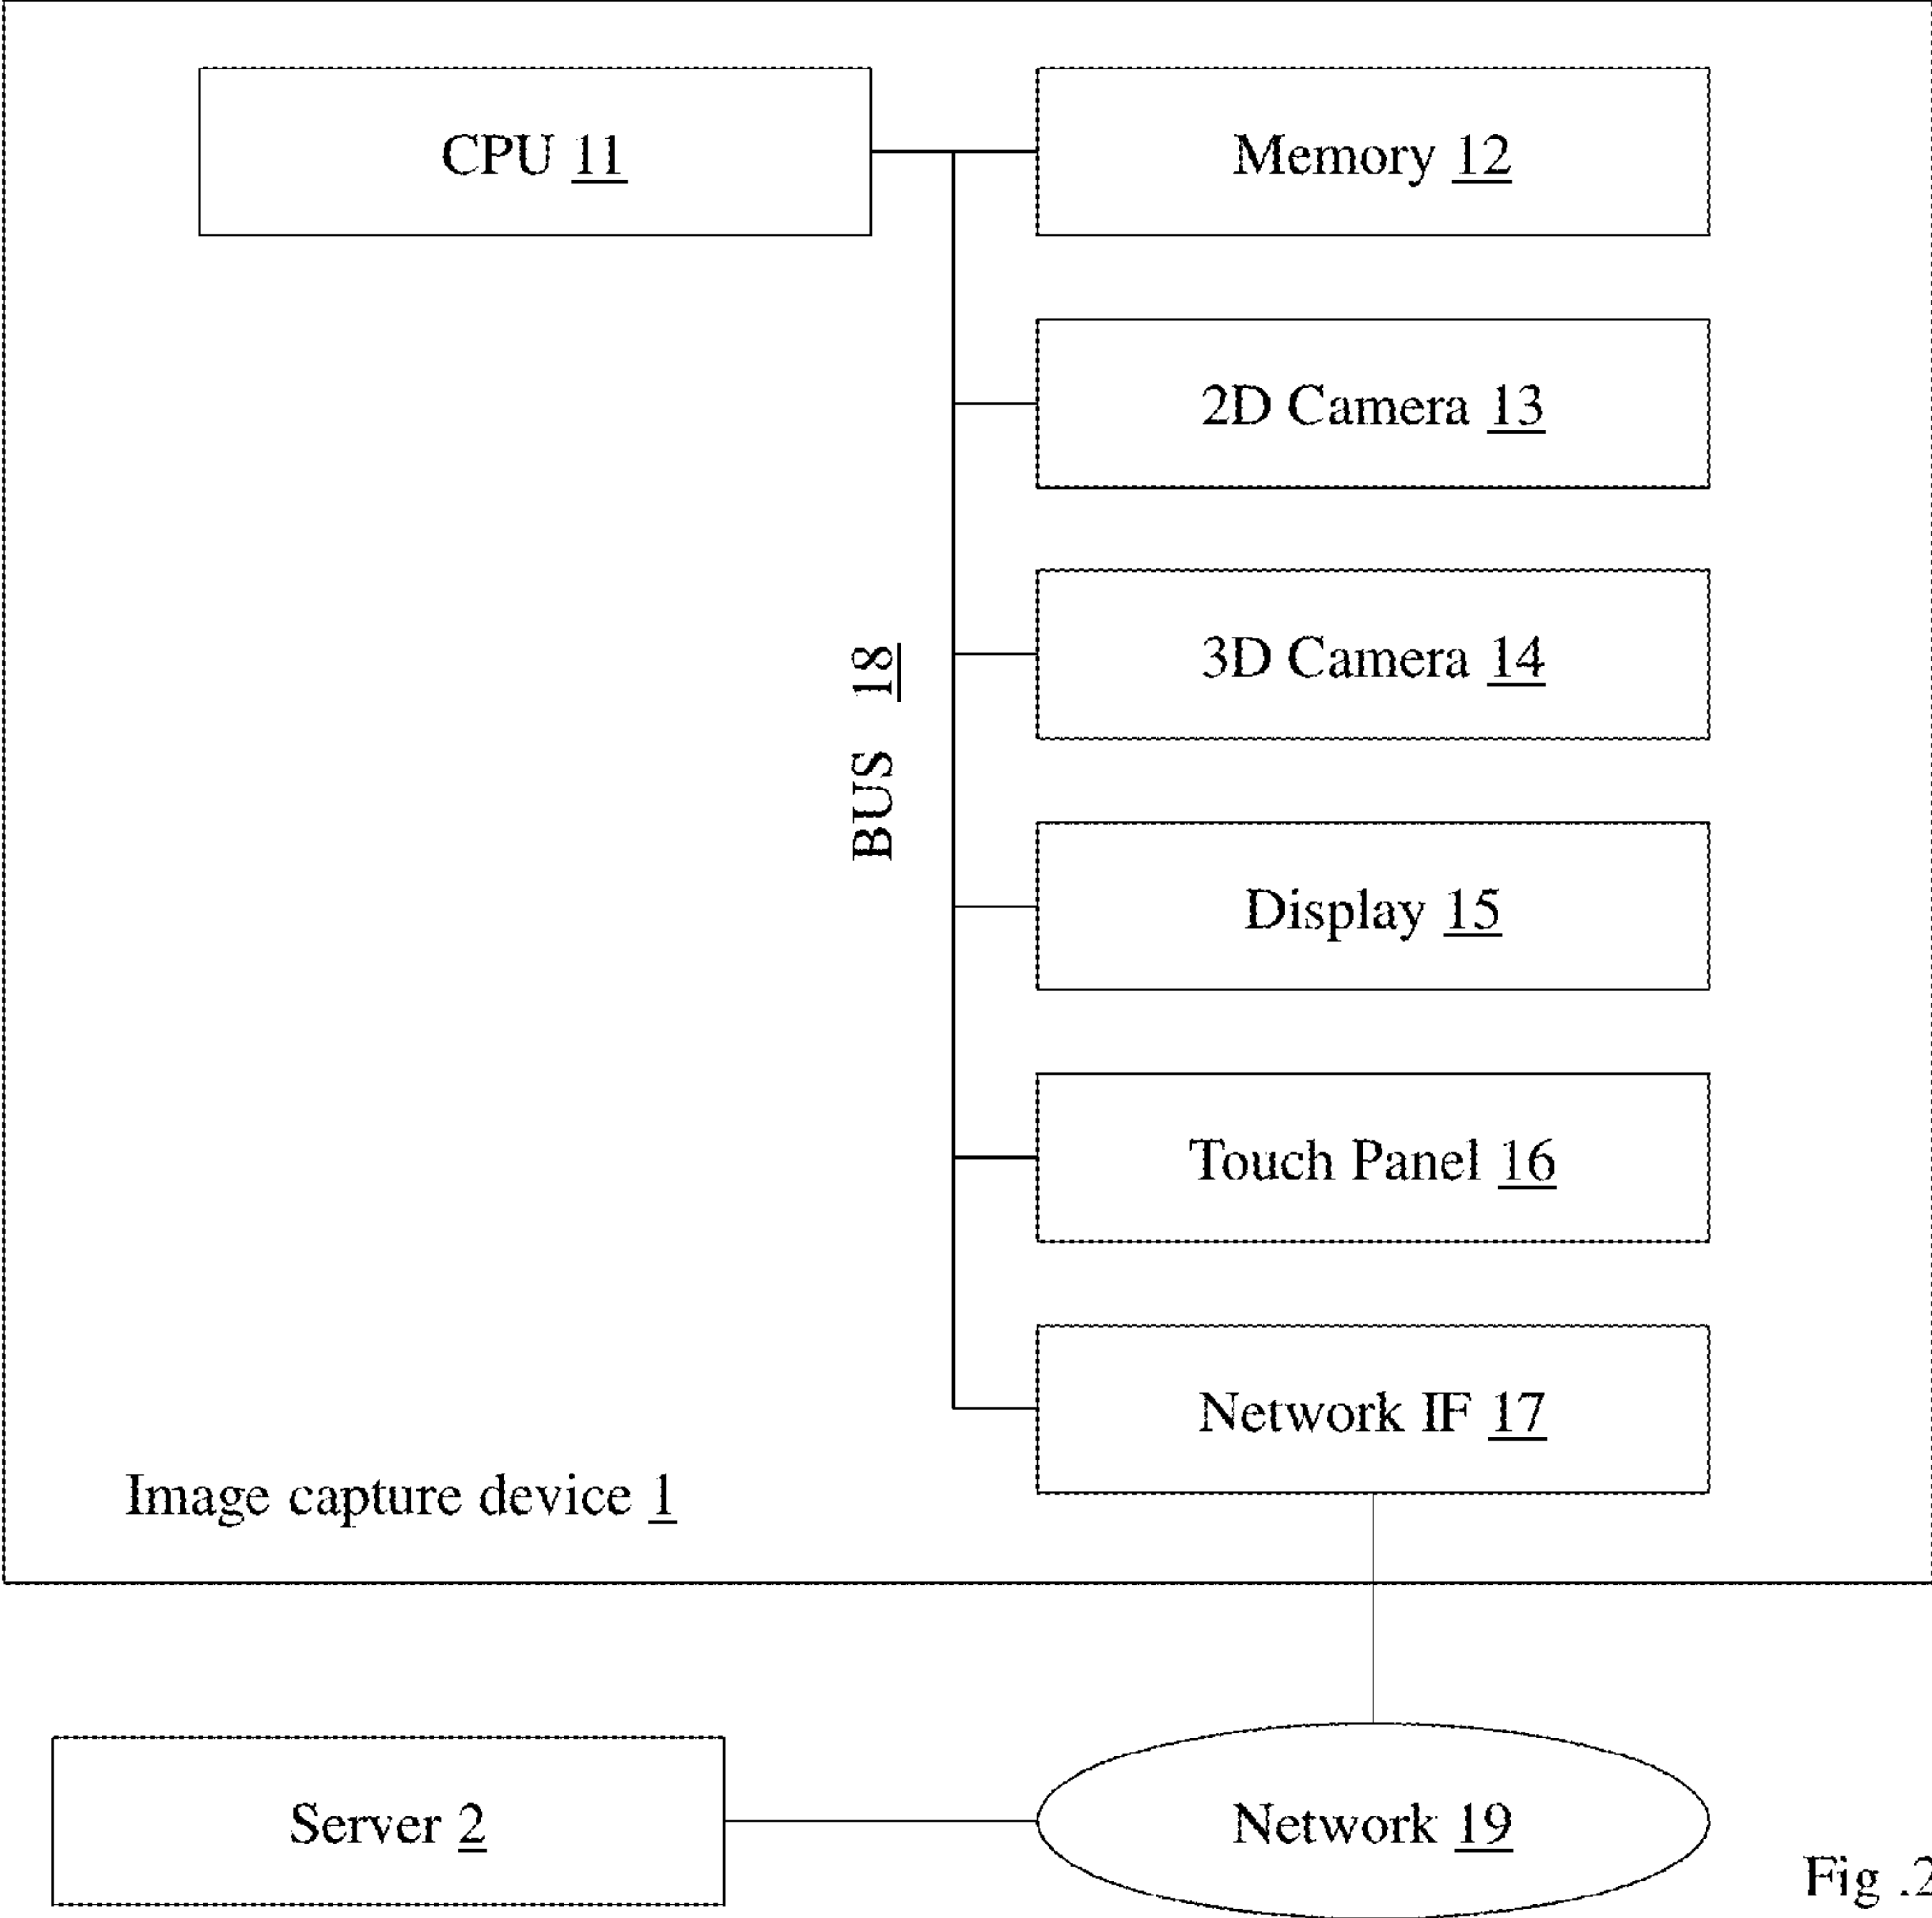 CPU 11
Memory 12
2D Camera 13
3D Camera 14
BUS 18
Display 15
Touch Panel 16
Network IF 17
Image capture device 1
Server 2
Network 19
Fig .2